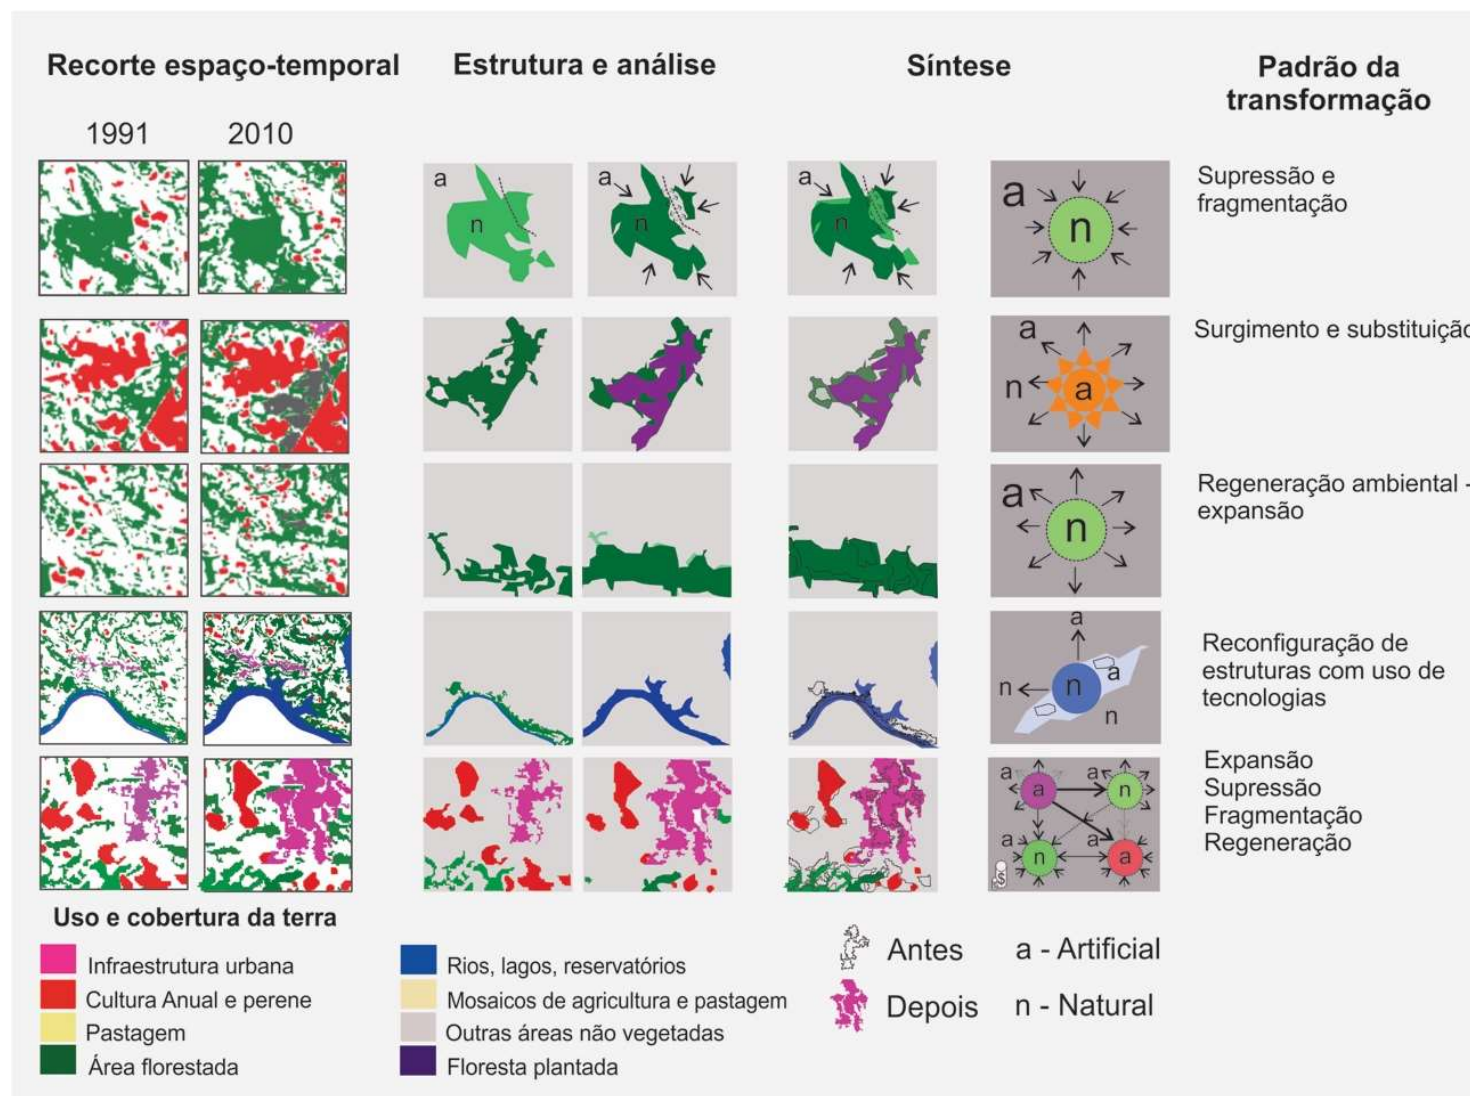 Recorte espaço-temporal
Estrutura e análise
Síntese
Padrão da
transformação
1991
2010
a
n
a
n
a
n
a
n
Supressão e
fragmentação
a
n
a
Surgimento e substituição
a
n
Regeneração ambiental -
expansão
a
n
n
a
n
Reconfiguração de
estruturas com uso de
tecnologias
a
a
a
n
a
n
a
a
$
Expansão
Supressão
Fragmentação
Regeneração
Uso e cobertura da terra
Infraestrutura urbana
Cultura Anual e perene
Pastagem
Área florestada
Rios, lagos, reservatórios
Mosaicos de agricultura e pastagem
Outras áreas não vegetadas
Floresta plantada
Antes
Depois
a - Artificial
n - Natural